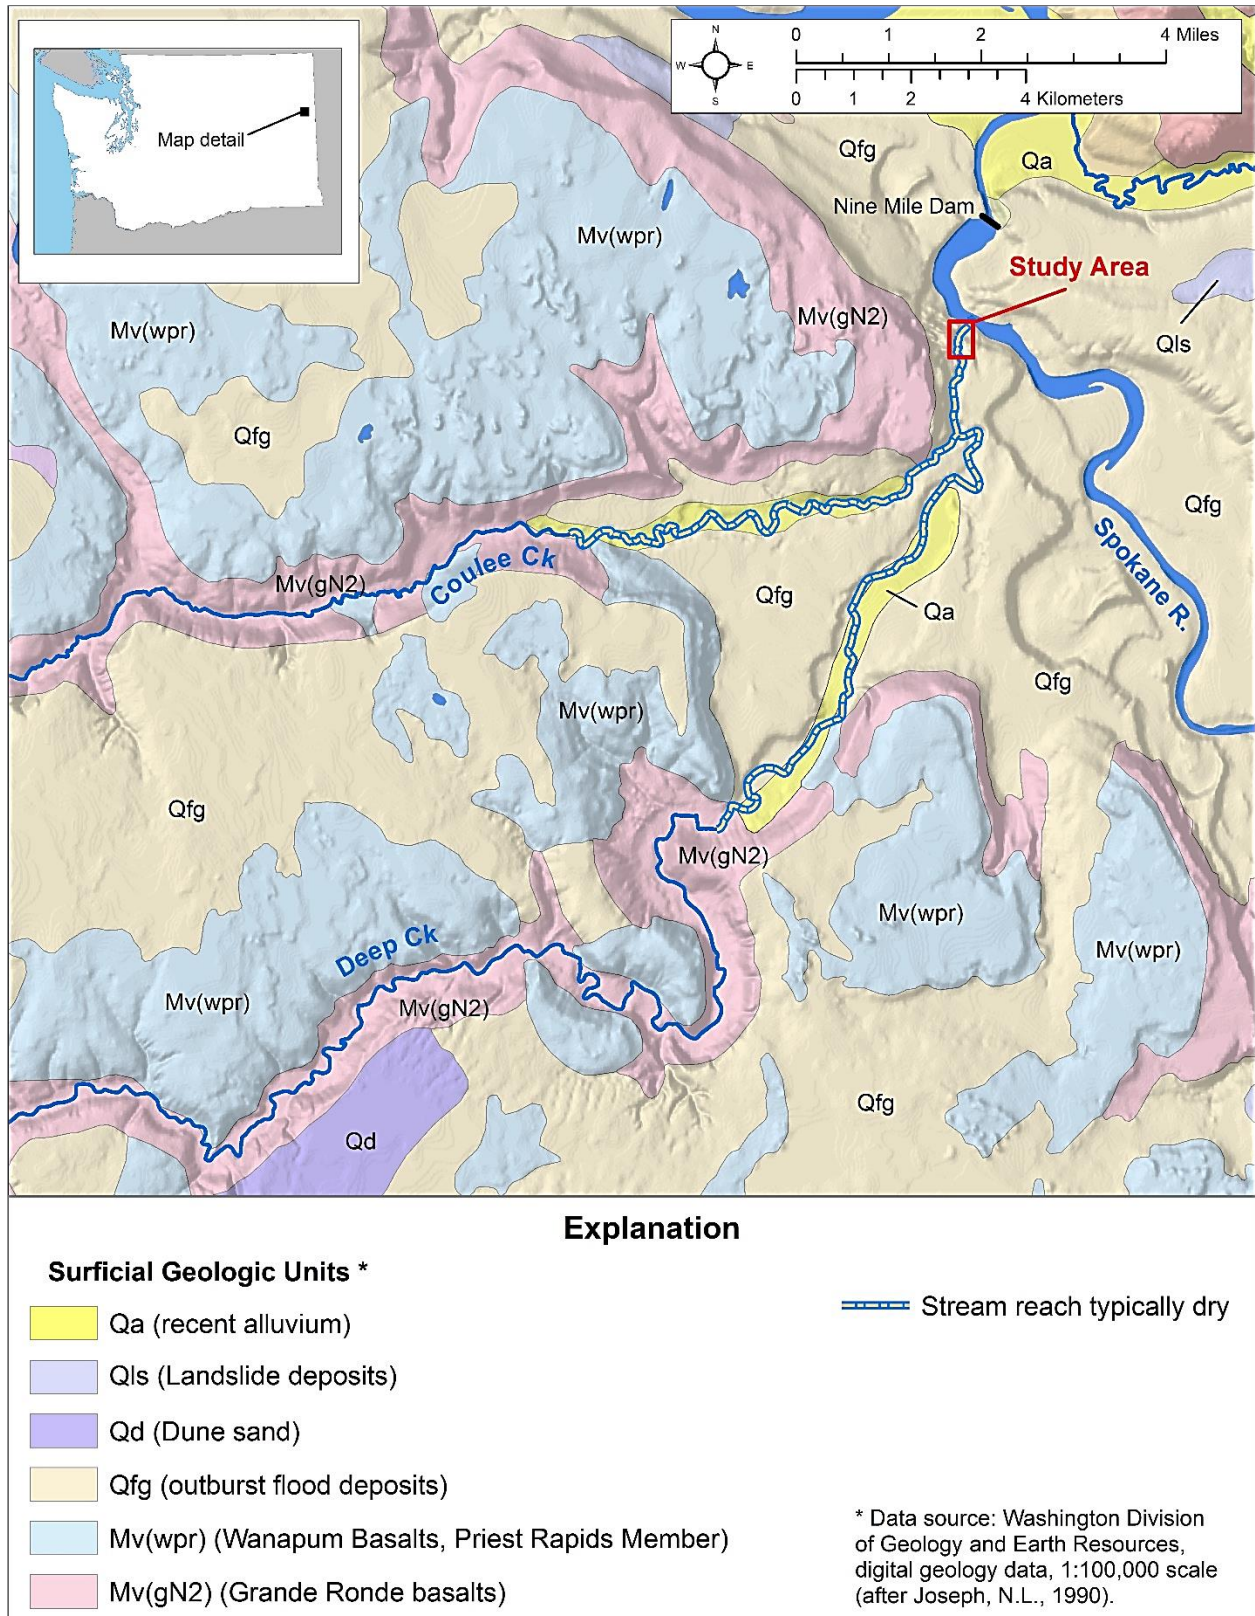 Map detail
N
W E
S
0 2 4 Miles
0 1 2 4 Kilometers
Qfg
Qa
Nine Mile Dam
Study Area
Mv(wpr)
Mv(gN2)
Mv(wpr)
Qls
Qfg
Qfg
Coulee Ck
Mv(gN2)
Spokane R.
Qfg
Qa
Qfg
Mv(wpr)
Qfg
Mv(gN2)
Mv(wpr)
Deep Ck
Mv(wpr)
Mv(wpr)
Mv(gN2)
Qfg
Qd
Explanation
Surficial Geologic Units *
Qa (recent alluvium)
Stream reach typically dry
Qls (Landslide deposits)
Qd (Dune sand)
Qfg (outburst flood deposits)
Mv(wpr) (Wanapum Basalts, Priest Rapids Member)
Mv(gN2) (Grande Ronde basalts)
* Data source: Washington Division
of Geology and Earth Resources,
digital geology data, 1:100,000 scale
(after Joseph, N.L., 1990).